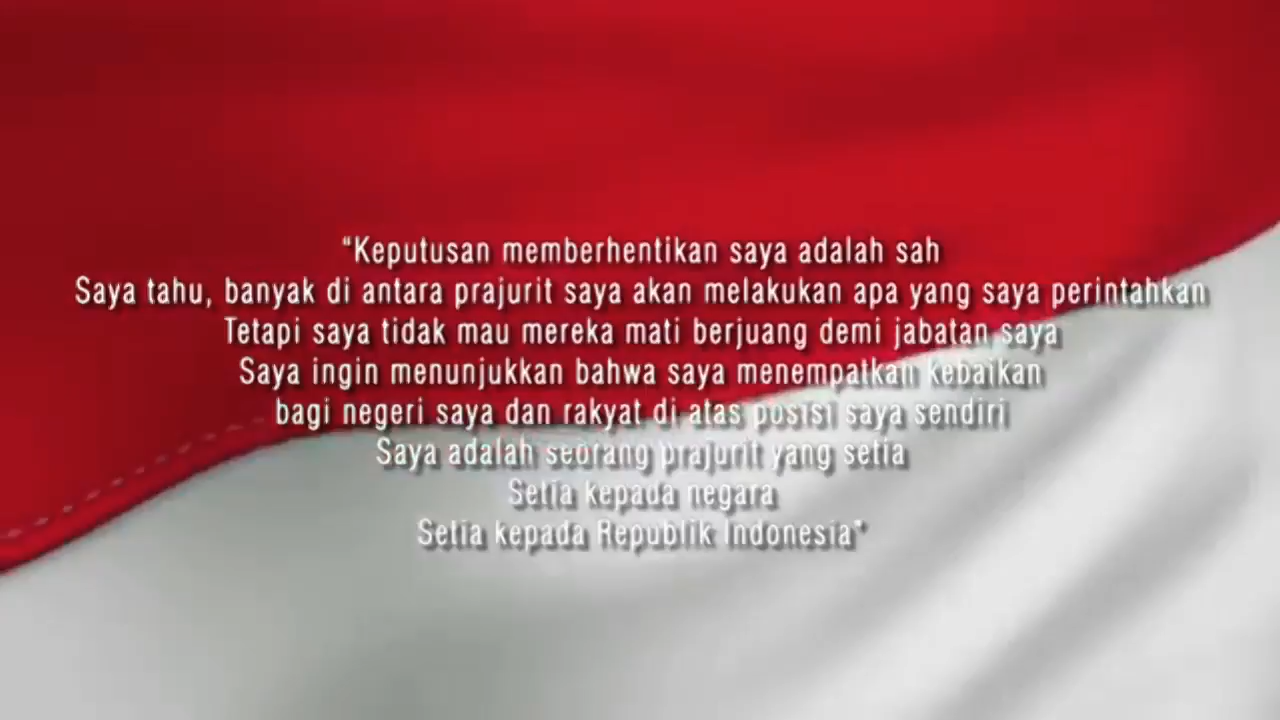 "Keputusan memberhentikan saya adalah sah
Saya tahu, banyak di antara prajurit saya akan melakukan apa yang saya perintahkan
Tetapi saya tidak mau mereka mati berjuang demi jabatan saya
Saya ingin menunjukkan bahwa saya menempatkan kebaikan
bagi negeri saya dan rakyat di atas posisi saya sendiri
Saya adalah seorang prajurit yang setia
Setia kepada negara
Setia kepada Republik Indonesia"